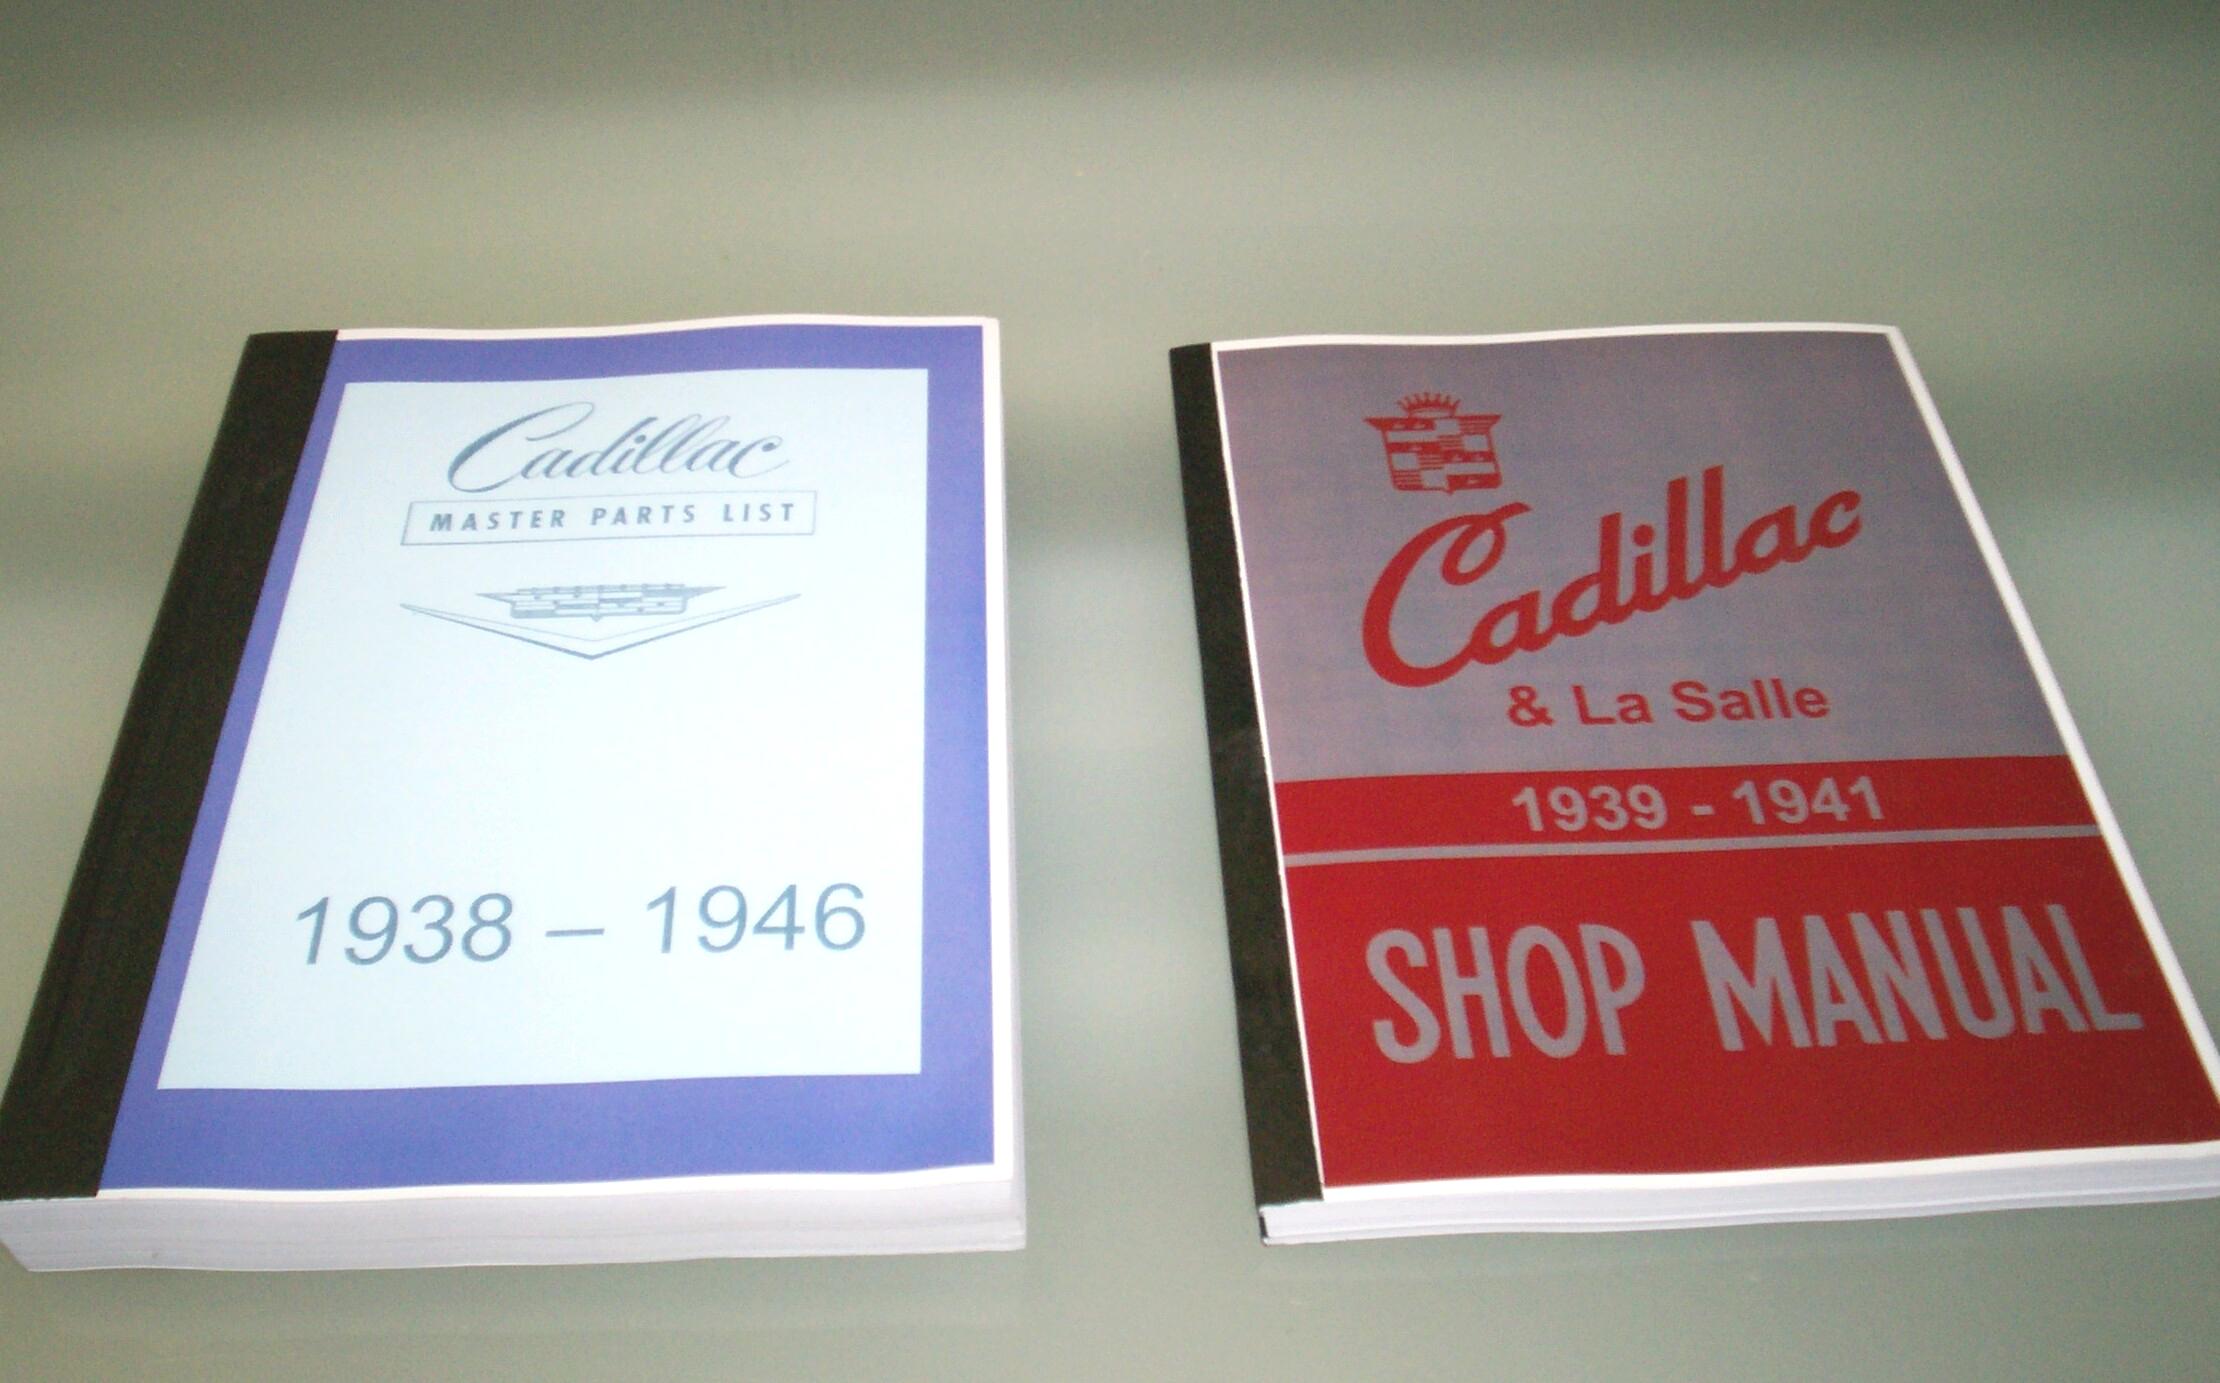 Cadillac
MASTER PARTS LIST
1938 – 1946
Cadillac
& La Salle
1939 - 1941
SHOP MANUAL